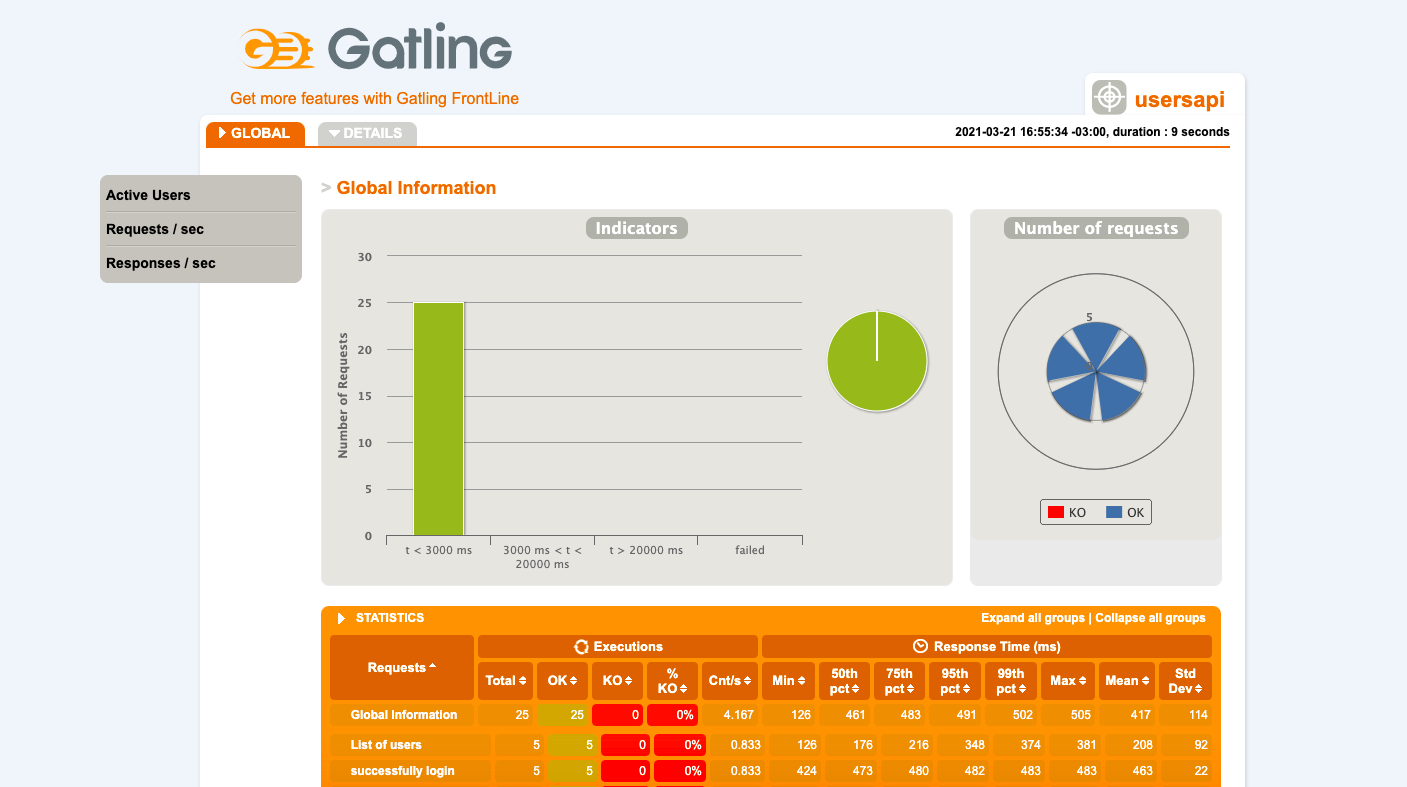 Gatling
Get more features with Gatling FrontLine
usersapi
GLOBAL
DETAILS
2021-03-21 16:55:34 -03:00, duration : 9 seconds
Active Users
Requests / sec
Responses / sec
> Global Information
Indicators
Number of Requests
30
25
20
15
10
5
0
t < 3000 ms
3000 ms < t <
20000 ms
t > 20000 ms
failed
Number of requests
5
KO
OK
STATISTICS
Expand all groups | Collapse all groups
Requests
Executions
Response Time (ms)
Total
OK
KO
%
KO
Cnt/s
Min
50th
pct
75th
pct
95th
pct
99th
pct
Max
Mean
Std
Dev
Global Information 25 25 0 0% 4.167 126 461 483 491 502 505 417 114
List of users 5 5 0 0% 0.833 126 176 216 348 374 381 208 92
successfully login 5 5 0 0% 0.833 424 473 480 482 483 483 463 22